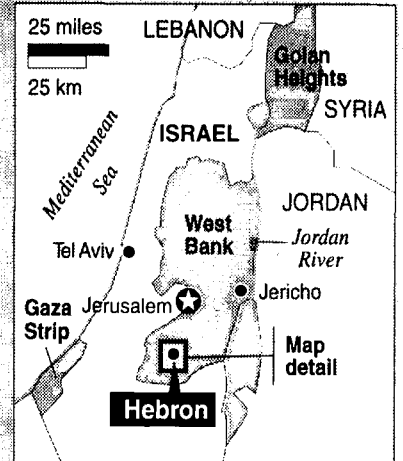 25 miles
25 km
LEBANON
Golan
Heights
SYRIA
Mediterranean
Sea
ISRAEL
JORDAN
West
Bank
Jordan
River
Tel Aviv
Jerusalem
Jericho
Gaza
Strip
Map
detail
Hebron